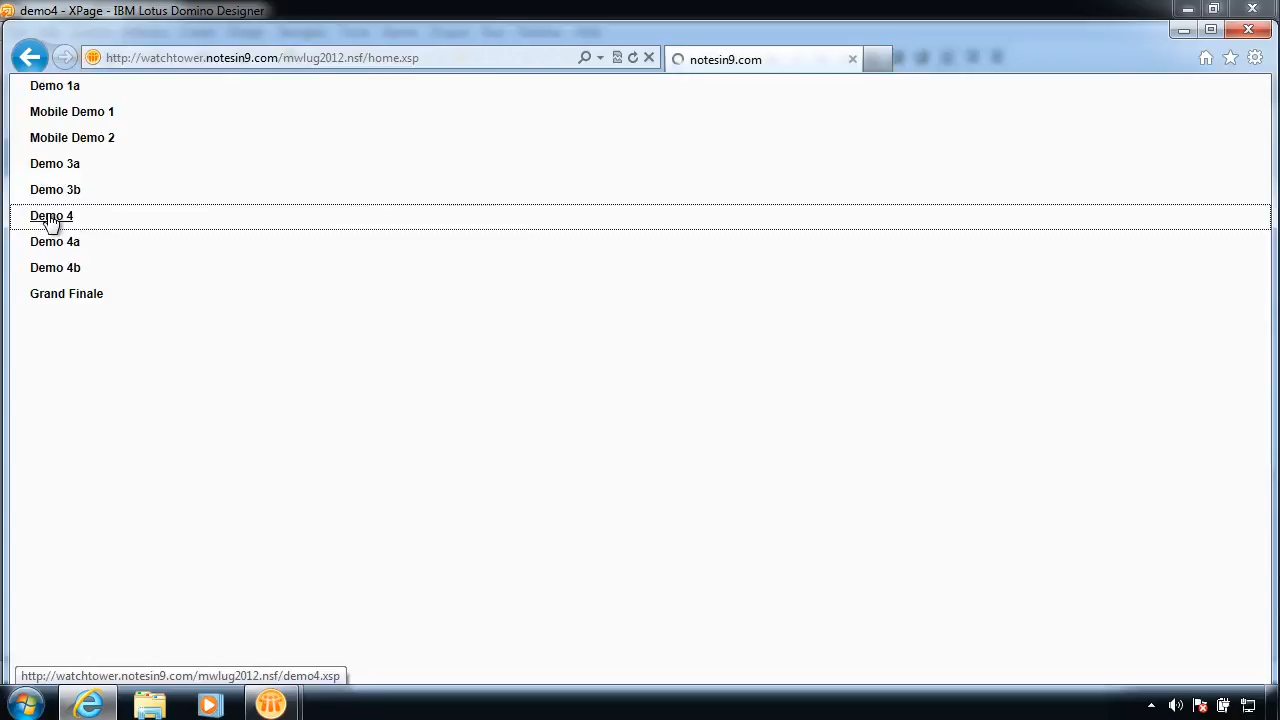 demo4 - XPage - IBM Lotus Domino Designer
http://watchtower.notesin9.com/mwlug2012.nsf/home.xsp
notesin9.com
Demo 1a
Mobile Demo 1
Mobile Demo 2
Demo 3a
Demo 3b
Demo 4
Demo 4a
Demo 4b
Grand Finale
http://watchtower.notesin9.com/mwlug2012.nsf/demo4.xsp